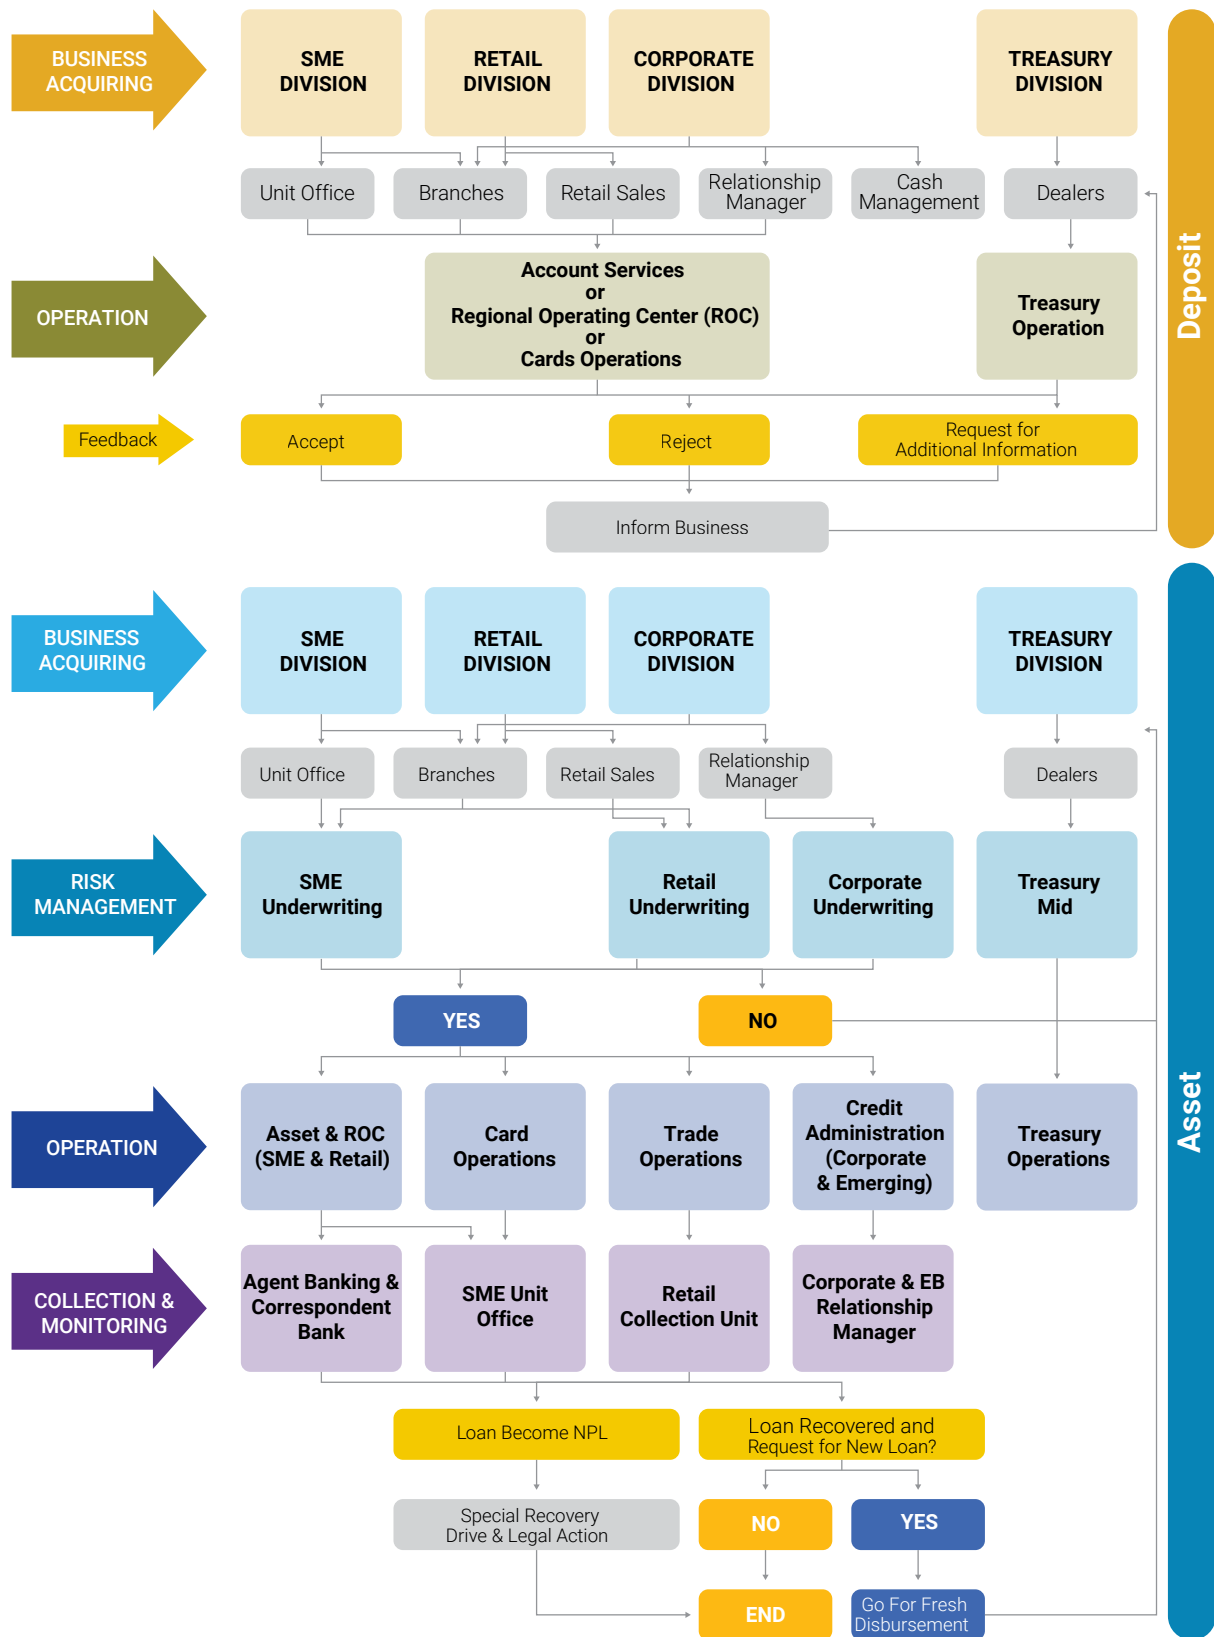 BUSINESS
ACQUIRING
SME
DIVISION
RETAIL
DIVISION
CORPORATE
DIVISION
TREASURY
DIVISION
Unit Office
Branches
Retail Sales
Relationship
Manager
Cash
Management
Dealers
OPERATION
Account Services
or
Regional Operating Center (ROC)
or
Cards Operations
Treasury
Operation
Deposit
Feedback
Accept
Reject
Request for
Additional Information
Inform Business
BUSINESS
ACQUIRING
SME
DIVISION
RETAIL
DIVISION
CORPORATE
DIVISION
TREASURY
DIVISION
Unit Office
Branches
Retail Sales
Relationship
Manager
Dealers
RISK
MANAGEMENT
SME
Underwriting
Retail
Underwriting
Corporate
Underwriting
Treasury
Mid
YES
NO
OPERATION
Asset & ROC
(SME & Retail)
Card
Operations
Trade
Operations
Credit
Administration
(Corporate
& Emerging)
Treasury
Operations
Asset
COLLECTION &
MONITORING
Agent Banking &
Correspondent
Bank
SME Unit
Office
Retail
Collection Unit
Corporate & EB
Relationship
Manager
Loan Become NPL
Loan Recovered and
Request for New Loan?
Special Recovery
Drive & Legal Action
NO
YES
END
Go For Fresh
Disbursement